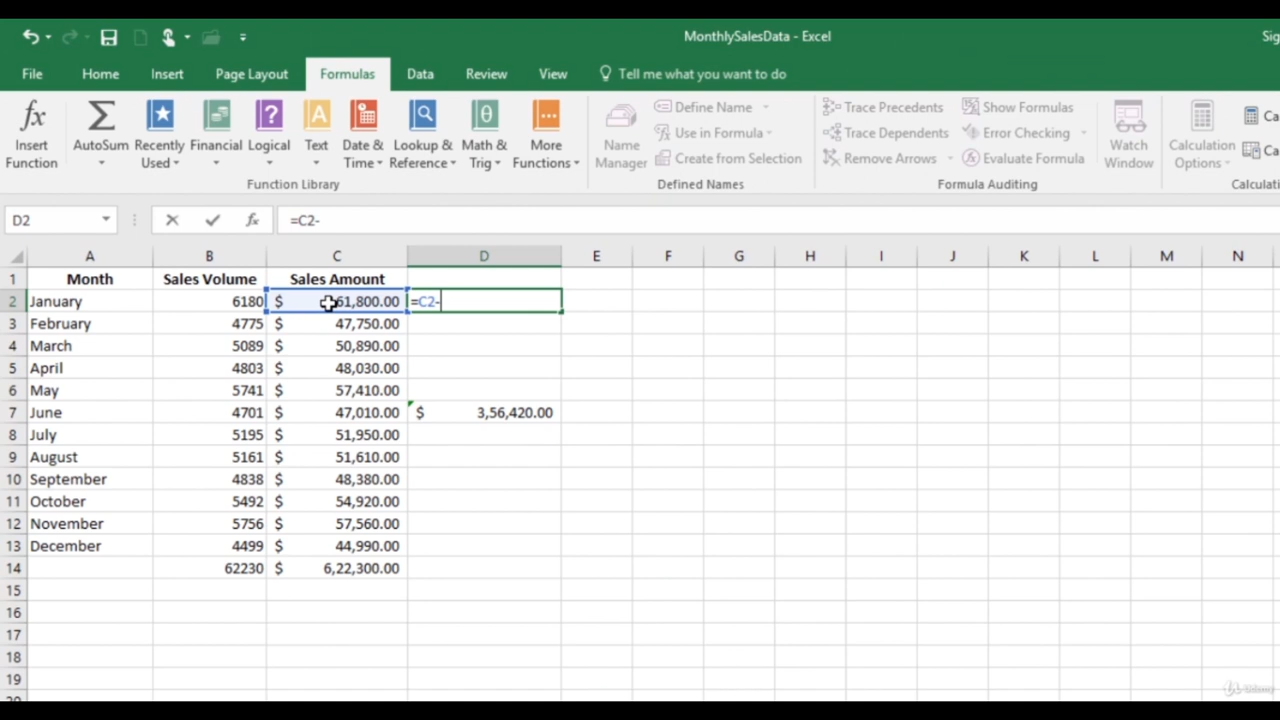 MonthlySalesData - Excel
File Home Insert Page Layout Formulas Data Review View Tell me what you want to do
fx Insert Function
Σ AutoSum
Recently Used
Financial
? Logical
A Text
Date & Time
Lookup & Reference
θ Math & Trig
More Functions
Function Library
Name Manager
Define Name
Use in Formula
Create from Selection
Defined Names
Trace Precedents
Trace Dependents
Remove Arrows
Show Formulas
Error Checking
Evaluate Formula
Formula Auditing
Watch Window
Calculation Options
D2 fx =C2-
A B C D E F G H I J K L M N
1 Month Sales Volume Sales Amount
2 January 6180 $ 61,800.00 =C2-
3 February 4775 $ 47,750.00
4 March 5089 $ 50,890.00
5 April 4803 $ 48,030.00
6 May 5741 $ 57,410.00
7 June 4701 $ 47,010.00 $ 3,56,420.00
8 July 5195 $ 51,950.00
9 August 5161 $ 51,610.00
10 September 4838 $ 48,380.00
11 October 5492 $ 54,920.00
12 November 5756 $ 57,560.00
13 December 4499 $ 44,990.00
14 62230 $ 6,22,300.00
15
16
17
18
19
Udemy